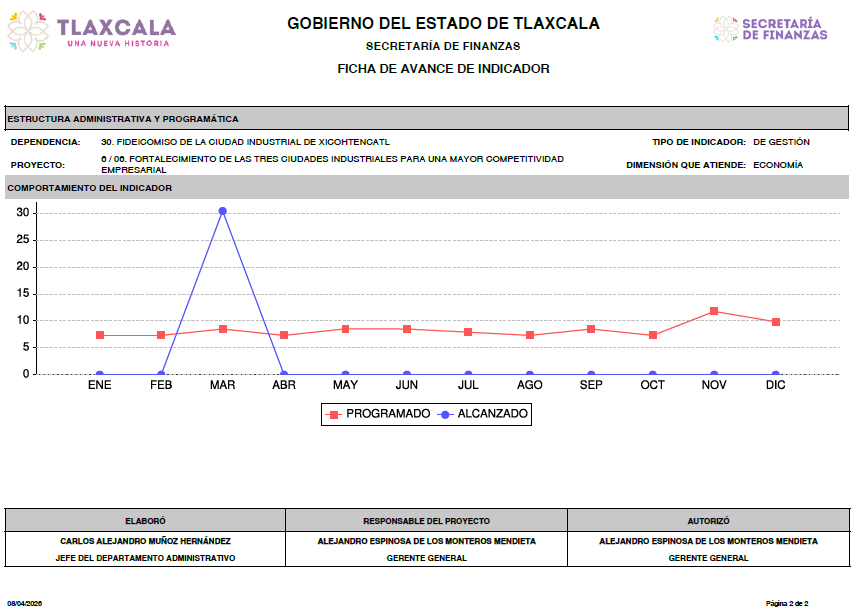 TLAXCALA
UNA NUEVA HISTORIA
GOBIERNO DEL ESTADO DE TLAXCALA
SECRETARÍA DE FINANZAS
FICHA DE AVANCE DE INDICADOR
SECRETARÍA
DE FINANZAS
ESTRUCTURA ADMINISTRATIVA Y PROGRAMÁTICA
DEPENDENCIA: 30. FIDEICOMISO DE LA CIUDAD INDUSTRIAL DE XICOHTENCATL TIPO DE INDICADOR: DE GESTIÓN
PROYECTO: 6 / 06. FORTALECIMIENTO DE LAS TRES CIUDADES INDUSTRIALES PARA UNA MAYOR COMPETITIVIDAD
EMPRESARIAL
DIMENSIÓN QUE ATIENDE: ECONOMÍA
COMPORTAMIENTO DEL INDICADOR
30
25
20
15
10
5
0
ENE FEB MAR ABR MAY JUN JUL AGO SEP OCT NOV DIC
PROGRAMADO ALCANZADO
ELABORÓ RESPONSABLE DEL PROYECTO AUTORIZÓ
CARLOS ALEJANDRO MUÑOZ HERNÁNDEZ ALEJANDRO ESPINOSA DE LOS MONTEROS MENDIETA ALEJANDRO ESPINOSA DE LOS MONTEROS MENDIETA
JEFE DEL DEPARTAMENTO ADMINISTRATIVO GERENTE GENERAL GERENTE GENERAL
08/04/2026 Página 2 de 2